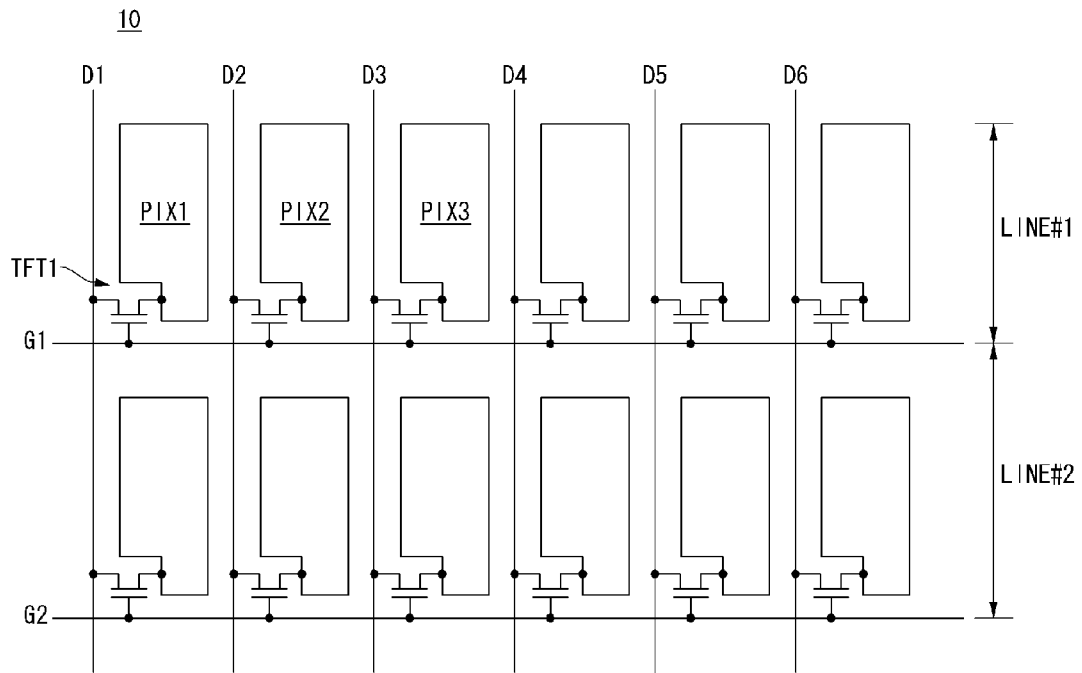 10
D1 D2 D3 D4 D5 D6
PIX1 PIX2 PIX3
LINE#1
TFT1
G1
LINE#2
G2